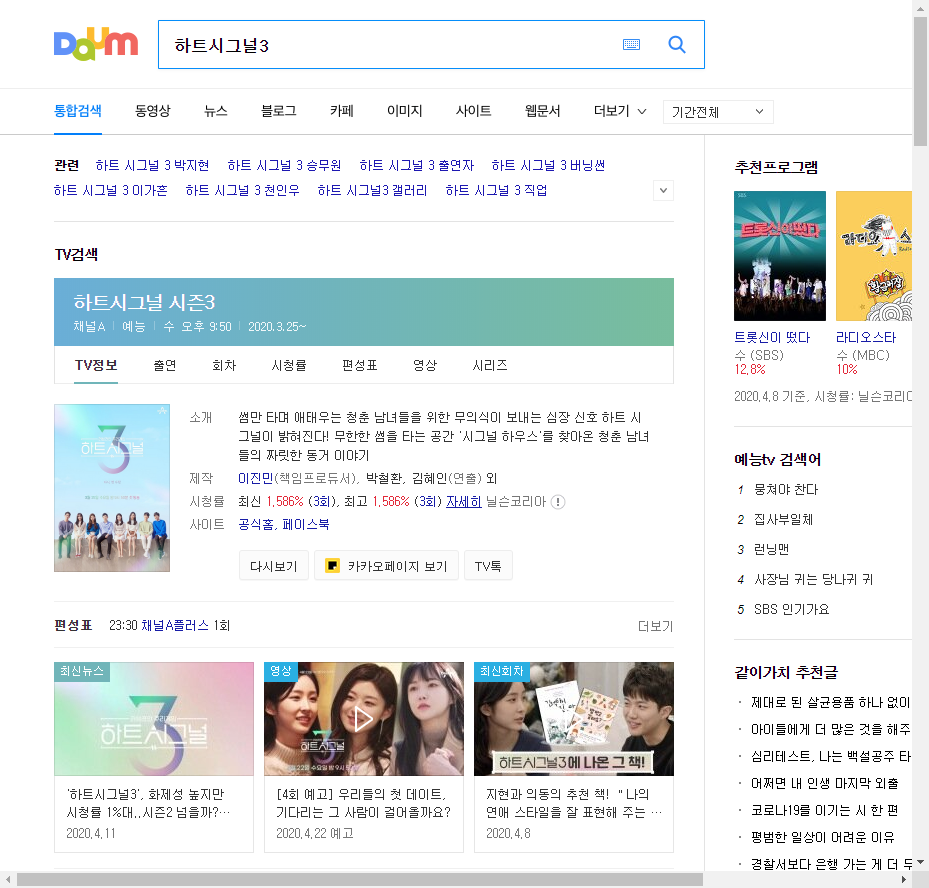 Daum
하트시그널3
통합검색 동영상 뉴스 블로그 카페 이미지 사이트 웹문서 더보기 기간전체
관련 하트 시그널 3 박지현 하트 시그널 3 승무원 하트 시그널 3 출연자 하트 시그널 3 버닝썬
하트 시그널 3 이가흔 하트 시그널 3 천인우 하트 시그널3 갤러리 하트 시그널 3 직업
TV검색
하트시그널 시즌3
채널A 예능 수 오후 9:50 2020.3.25~
TV정보 출연 회차 시청률 편성표 영상 시리즈
3
하트시그널
소개 썸만 타며 애태우는 청춘 남녀들을 위한 무의식이 보내는 심장 신호 하트 시
그널이 밝혀진다! 무한한 썸을 타는 공간 '시그널 하우스'를 찾아온 청춘 남녀
들의 짜릿한 동거 이야기
제작 이진민(책임프로듀서), 박철환, 김혜인(연출) 외
시청률 최신 1.586% (3회), 최고 1.586% (3회) 자세히 닐슨코리아
사이트 공식홈, 페이스북
다시보기 카카오페이지 보기 TV톡
편성표 23:30 채널A플러스 1회 더보기
최신뉴스
3
하트시그널
'하트시그널3', 화제성 높지만
시청률 1%대..시즌2 넘을까?…
2020.4.11
영상
하트시그널
[4회 예고] 우리들의 첫 데이트,
기다리는 그 사람이 걸어올까요?
2020.4.22 예고
최신회차
하트시그널3에 나온 그 책!
지현과 의동의 추천 책! "나의
연애 스타일을 잘 표현해 주는 …
2020.4.8
추천프로그램
SBS
트롯신이 떴다
트롯신이 떴다
수 (SBS)
12.8%
라디오스
라디오스타
수 (MBC)
10%
2020.4.8 기준, 시청률: 닐슨코리
예능tv 검색어
1 뭉쳐야 찬다
2 집사부일체
3 런닝맨
4 사장님 귀는 당나귀 귀
5 SBS 인기가요
같이가치 추천글
· 제대로 된 살균용품 하나 없이
· 아이들에게 더 많은 것을 해주
· 심리테스트, 나는 백설공주 타
· 어쩌면 내 인생 마지막 외출
· 코로나19를 이기는 시 한 편
· 평범한 일상이 어려운 이유
· 경찰서보다 은행 가는 게 더 두